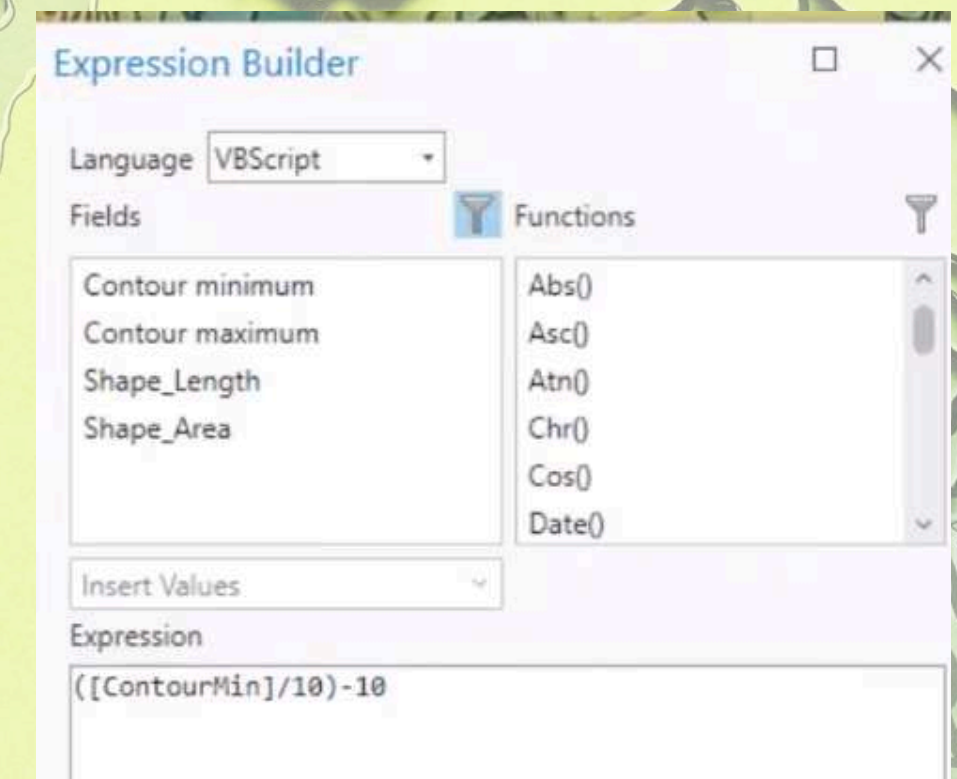 Expression Builder
Language VBScript
Fields Functions
Contour minimum Abs()
Contour maximum Asc()
Shape_Length Atn()
Shape_Area Chr()
Cos()
Date()
Insert Values
Expression
([ContourMin]/10)-10